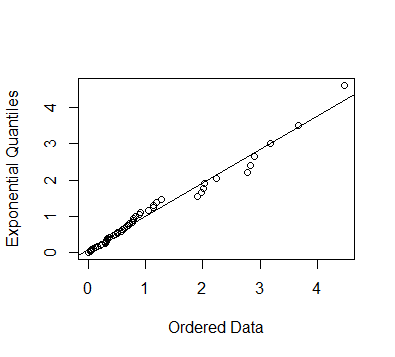 Exponential Quantiles
4
3
2
1
0
0 1 2 3 4
Ordered Data